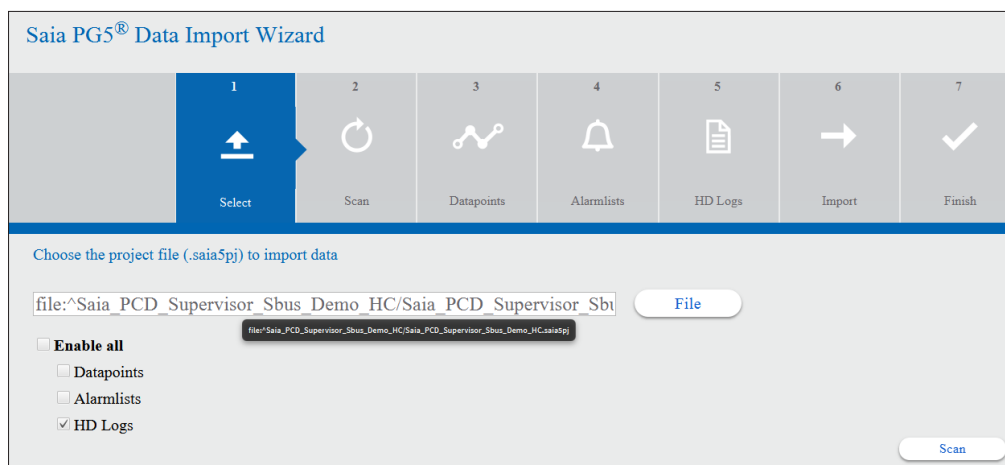 Saia PG5® Data Import Wizard
1 2 3 4 5 6 7
Select Scan Datapoints Alarmlists HD Logs Import Finish
Choose the project file (.saia5pj) to import data
file:^Saia_PCD_Supervisor_Sbus_Demo_HC/Saia_PCD_Supervisor_Sbu File
file:^Saia_PCD_Supervisor_Sbus_Demo_HC/Saia_PCD_Supervisor_Sbus_Demo_HC.saia5pj
Enable all
Datapoints
Alarmlists
HD Logs
Scan